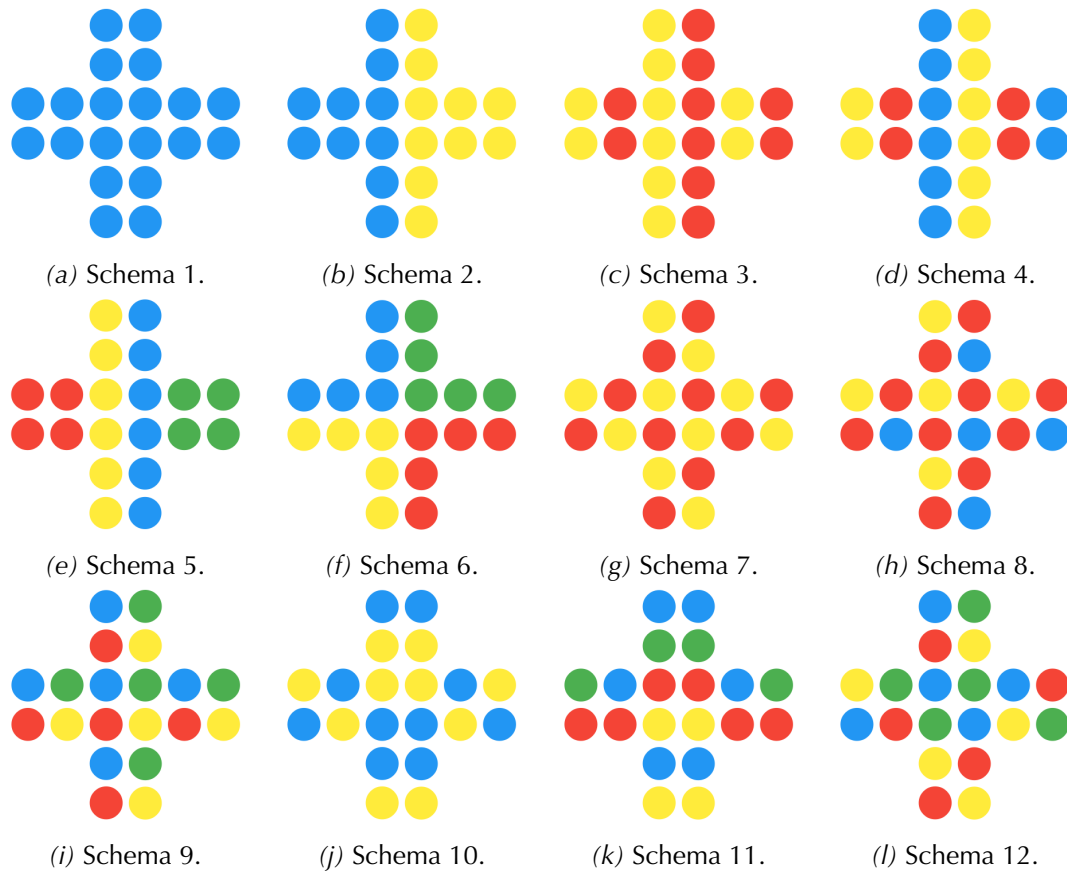 (a) Schema 1.
(b) Schema 2.
(c) Schema 3.
(d) Schema 4.
(e) Schema 5.
(f) Schema 6.
(g) Schema 7.
(h) Schema 8.
(i) Schema 9.
(j) Schema 10.
(k) Schema 11.
(l) Schema 12.